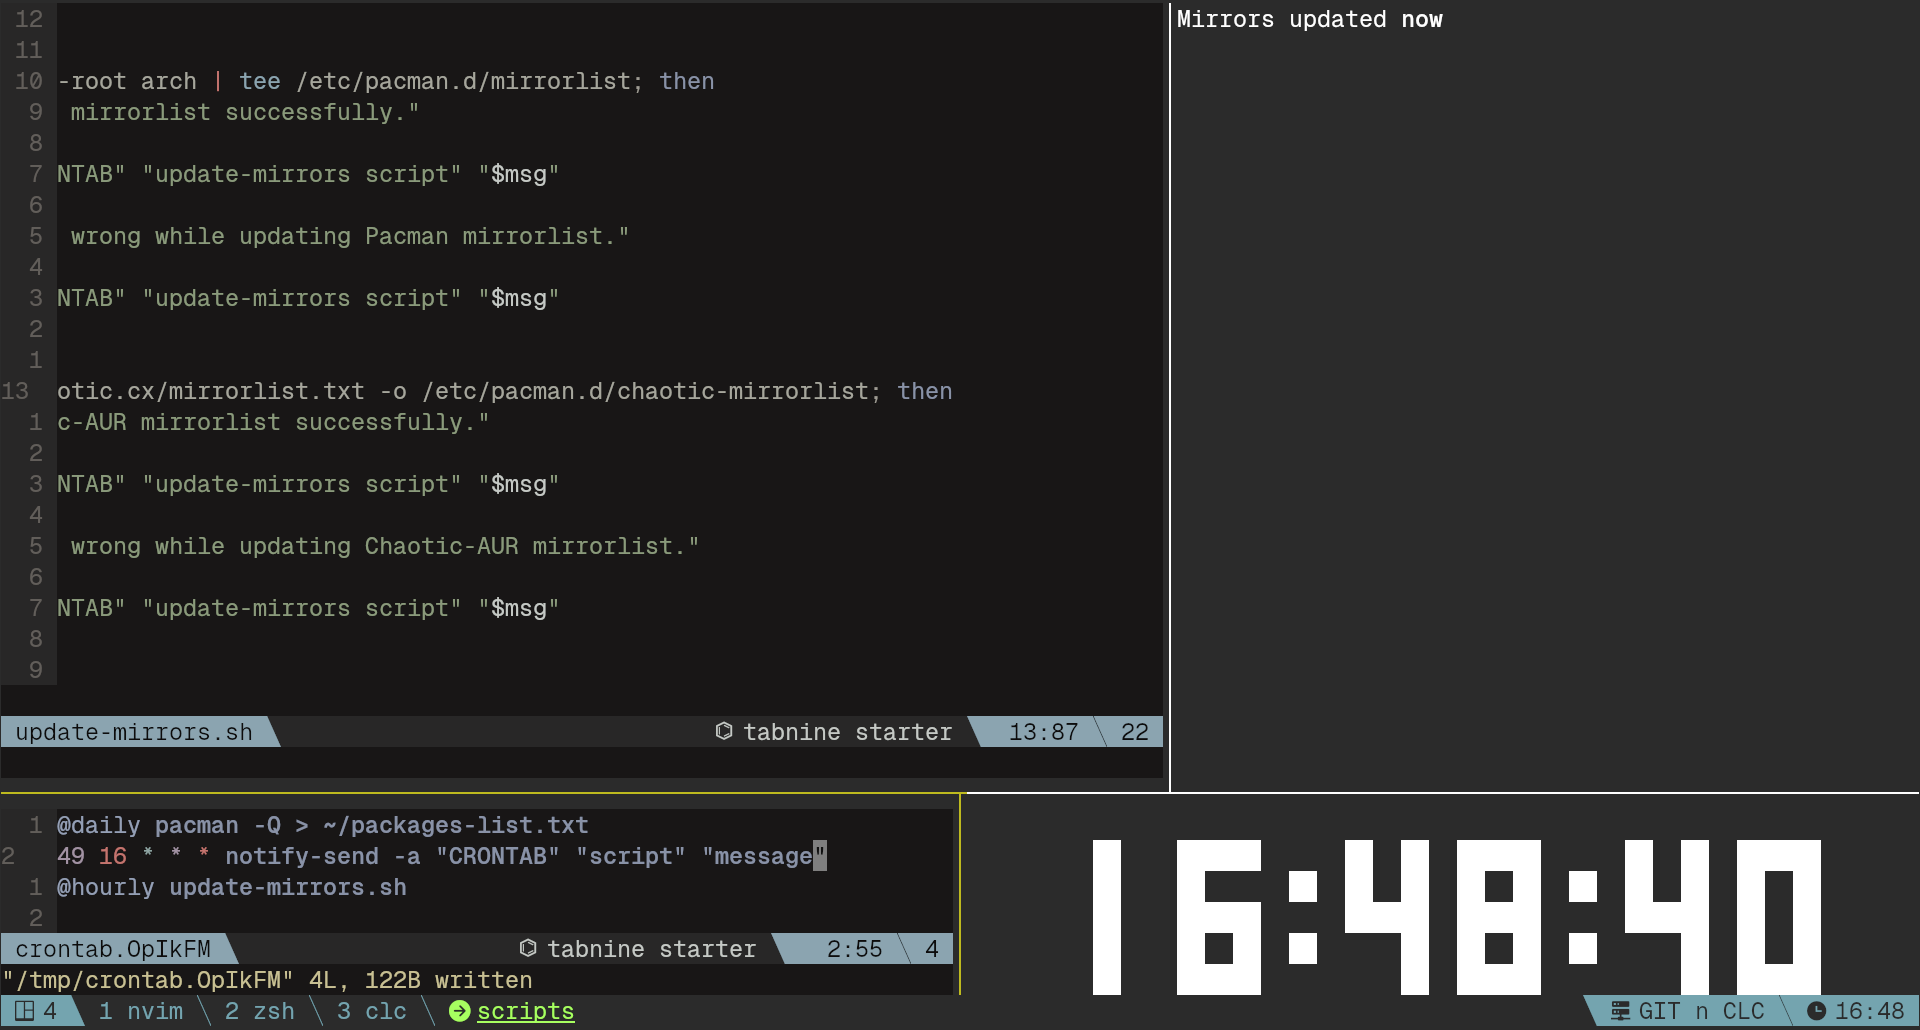 12
11
10 -root arch | tee /etc/pacman.d/mirrorlist; then
9 mirrorlist successfully."
8
7 NTAB" "update-mirrors script" "$msg"
6
5 wrong while updating Pacman mirrorlist."
4
3 NTAB" "update-mirrors script" "$msg"
2
1
13 otic.cx/mirrorlist.txt -o /etc/pacman.d/chaotic-mirrorlist; then
1 c-AUR mirrorlist successfully."
2
3 NTAB" "update-mirrors script" "$msg"
4
5 wrong while updating Chaotic-AUR mirrorlist."
6
7 NTAB" "update-mirrors script" "$msg"
8
9
update-mirrors.sh tabnine starter 13:87 22
Mirrors updated now
1 @daily pacman -Q > ~/packages-list.txt
2 49 16 * * * notify-send -a "CRONTAB" "script" "message"
1 @hourly update-mirrors.sh
2
crontab.OpIkFM tabnine starter 2:55 4
"/tmp/crontab.OpIkFM" 4L, 122B written
16:48:40
4 1 nvim 2 zsh 3 clc scripts GIT n CLC 16:48